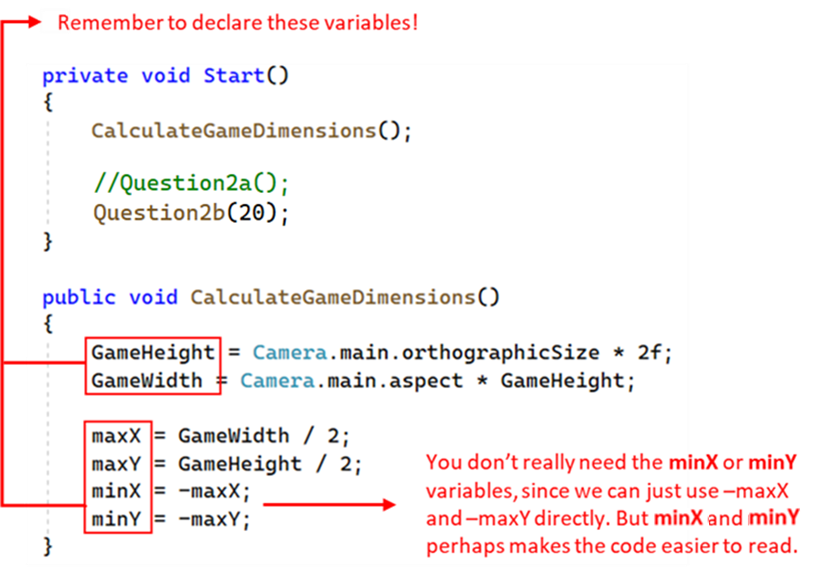 Remember to declare these variables!
private void Start()
{
CalculateGameDimensions();
//Question2a();
Question2b(20);
}
public void CalculateGameDimensions()
{
GameHeight = Camera.main.orthographicSize * 2f;
GameWidth = Camera.main.aspect * GameHeight;
maxX = GameWidth / 2;
maxY = GameHeight / 2;
minX = -maxX;
minY = -maxY;
}
You don’t really need the minX or minY
variables, since we can just use –maxX
and –maxY directly. But minX and minY
perhaps makes the code easier to read.